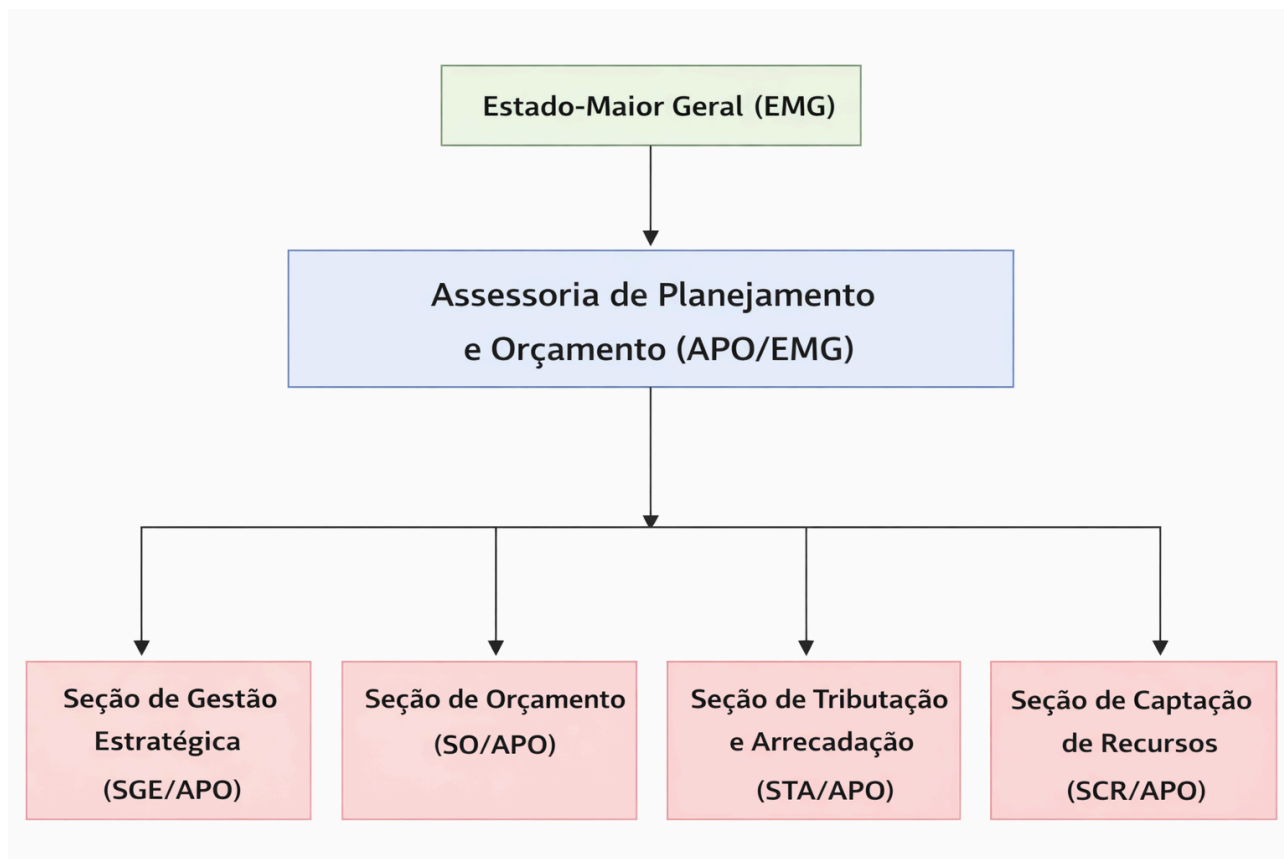 Estado-Maior Geral (EMG)
Assessoria de Planejamento
e Orçamento (APO/EMG)
Seção de Gestão
Estratégica
(SGE/APO)
Seção de Orçamento
(SO/APO)
Seção de Tributação
e Arrecadação
(STA/APO)
Seção de Captação
de Recursos
(SCR/APO)